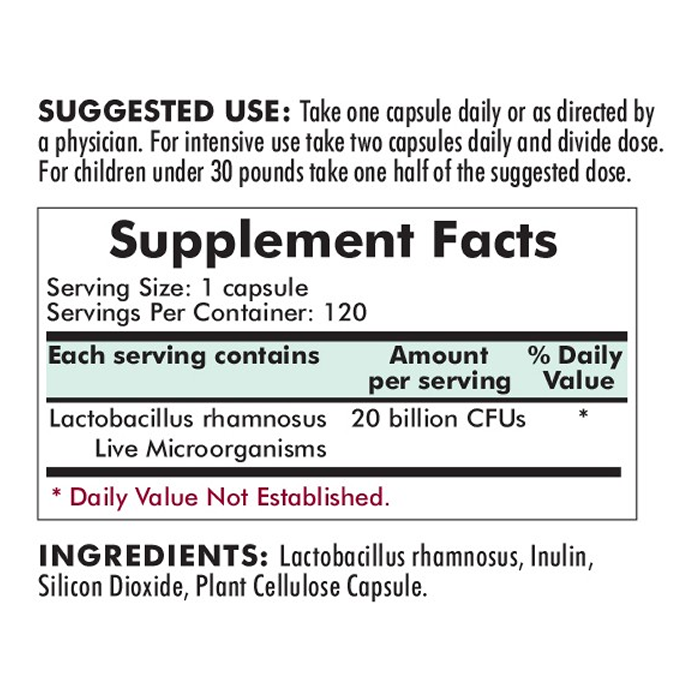 SUGGESTED USE: Take one capsule daily or as directed by
a physician. For intensive use take two capsules daily and divide dose.
For children under 30 pounds take one half of the suggested dose.
Supplement Facts
Serving Size: 1 capsule
Servings Per Container: 120
Each serving contains Amount per serving % Daily Value
Lactobacillus rhamnosus 20 billion CFUs *
Live Microorganisms
* Daily Value Not Established.
INGREDIENTS: Lactobacillus rhamnosus, Inulin,
Silicon Dioxide, Plant Cellulose Capsule.